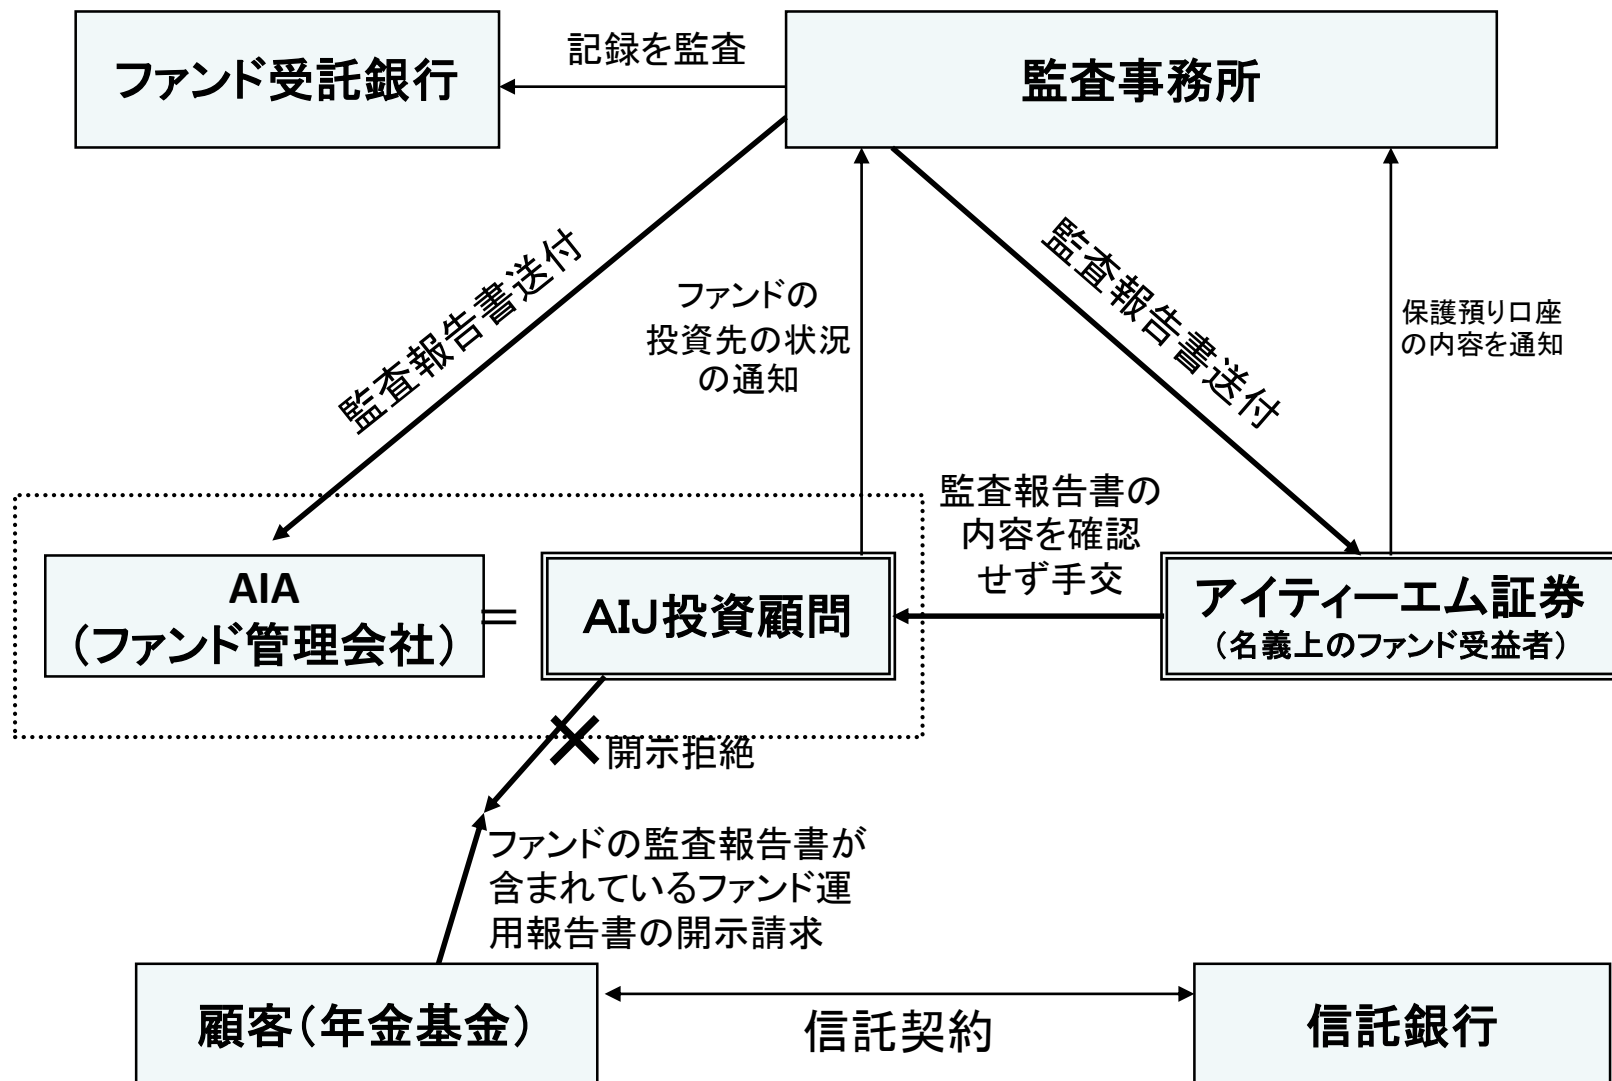 ファンド受託銀行
記録を監査
監査事務所
監査報告書送付
ファンドの
投資先の状況
の通知
監査報告書送付
保護預り口座
の内容を通知
監査報告書の
内容を確認
せず手交
AIA
（ファンド管理会社）
＝
AIJ投資顧問
アイティーエム証券
（名義上のファンド受益者）
開示拒絶
ファンドの監査報告書が
含まれているファンド運
用報告書の開示請求
顧客（年金基金）
信託契約
信託銀行